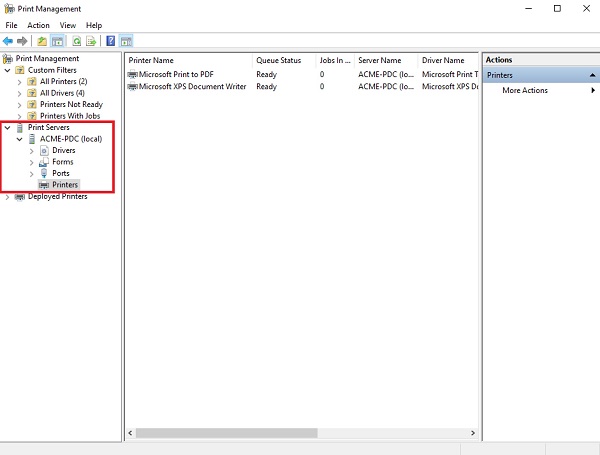 Print Management
File Action View Help
Print Management
Custom Filters
All Printers (2)
All Drivers (4)
Printers Not Ready
Printers With Jobs
Print Servers
ACME-PDC (local)
Drivers
Forms
Ports
Printers
Deployed Printers
Printer Name Queue Status Jobs In ... Server Name Driver Name
Microsoft Print to PDF Ready 0 ACME-PDC (lo... Microsoft Print T
Microsoft XPS Document Writer Ready 0 ACME-PDC (lo... Microsoft XPS Do
Actions
Printers
More Actions